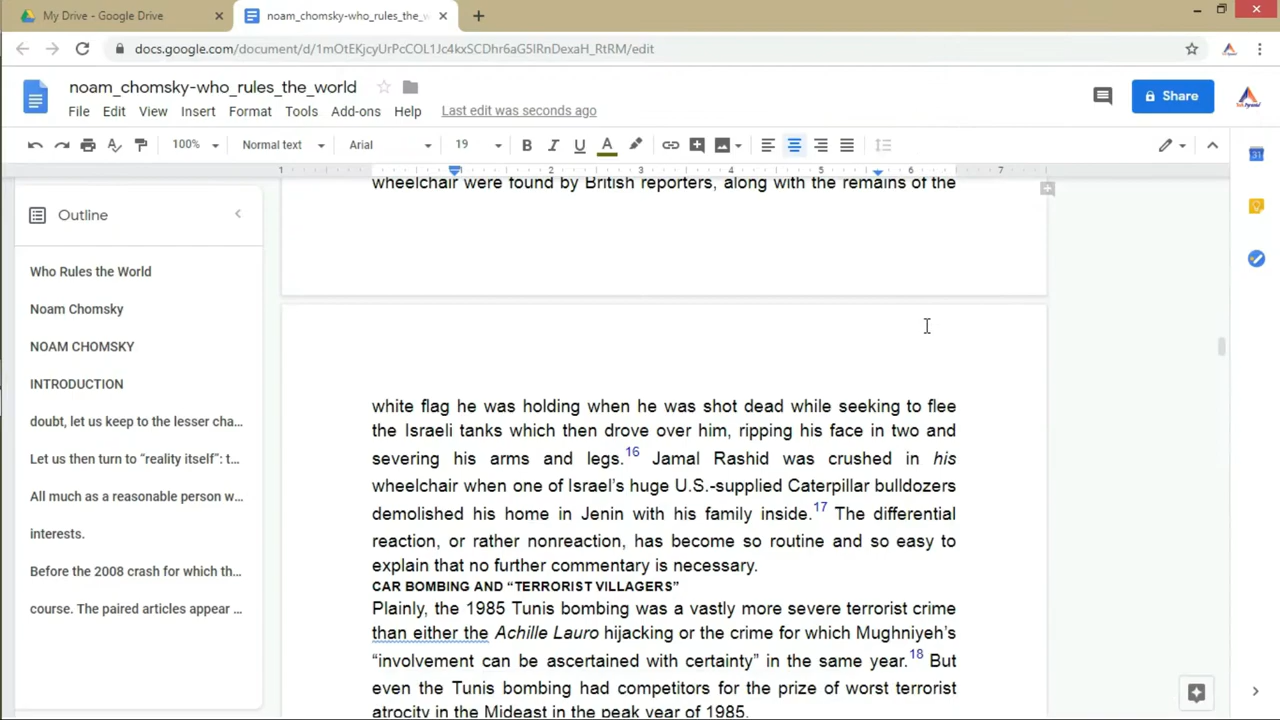 My Drive - Google Drive
noam_chomsky-who_rules_the_w
docs.google.com/document/d/1mOtEKjcyUrPcCOL1Jc4kxSCDhr6aG5IRnDexaH_RtRM/edit
noam_chomsky-who_rules_the_world
File Edit View Insert Format Tools Add-ons Help Last edit was seconds ago
Share
100% Normal text Arial 19 B I U A
1 1 2 3 4 5 6 7
31
Outline
Who Rules the World
Noam Chomsky
NOAM CHOMSKY
INTRODUCTION
doubt, let us keep to the lesser cha...
Let us then turn to “reality itself”: t...
All much as a reasonable person w...
interests.
Before the 2008 crash for which th...
course. The paired articles appear ...
wheelchair were found by British reporters, along with the remains of the
white flag he was holding when he was shot dead while seeking to flee
the Israeli tanks which then drove over him, ripping his face in two and
severing his arms and legs.16 Jamal Rashid was crushed in his
wheelchair when one of Israel’s huge U.S.-supplied Caterpillar bulldozers
demolished his home in Jenin with his family inside.17 The differential
reaction, or rather nonreaction, has become so routine and so easy to
explain that no further commentary is necessary.
CAR BOMBING AND “TERRORIST VILLAGERS”
Plainly, the 1985 Tunis bombing was a vastly more severe terrorist crime
than either the Achille Lauro hijacking or the crime for which Mughniyeh’s
“involvement can be ascertained with certainty” in the same year.18 But
even the Tunis bombing had competitors for the prize of worst terrorist
atrocity in the Mideast in the peak year of 1985.